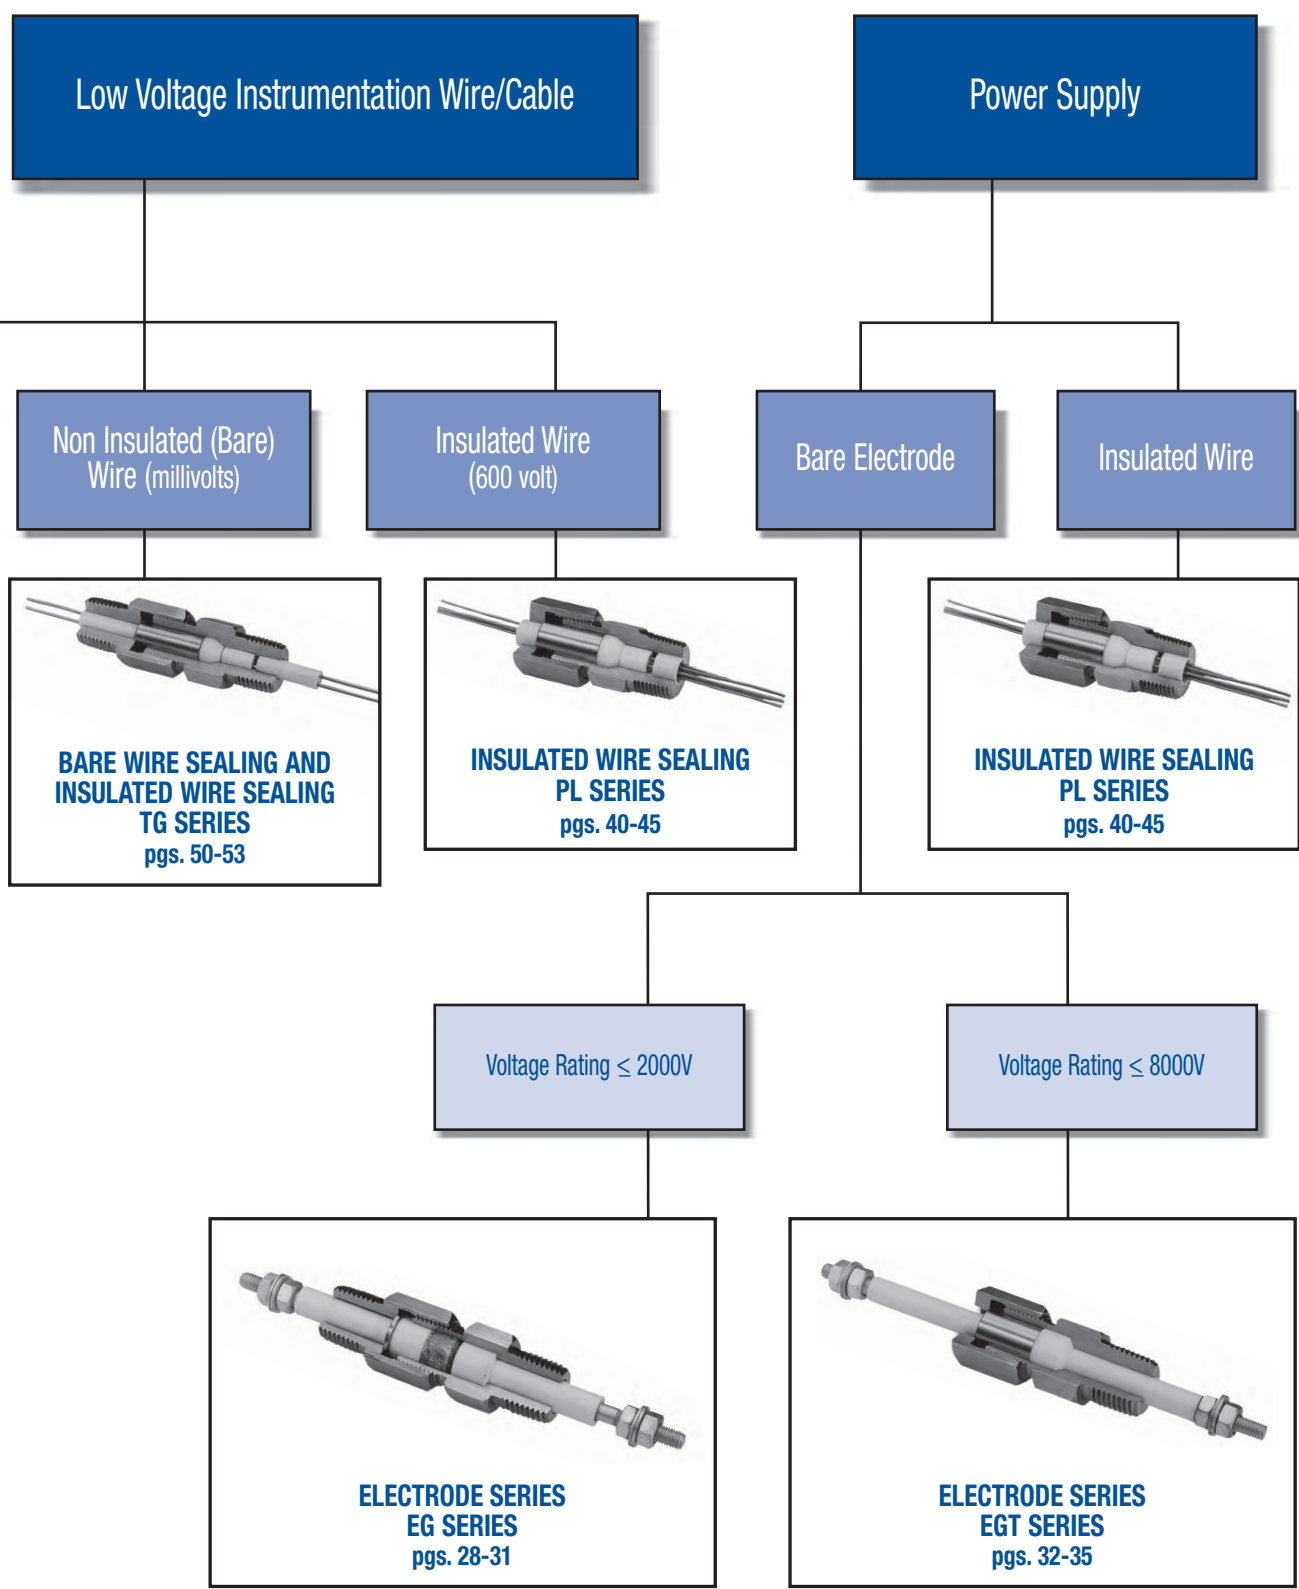 Low Voltage Instrumentation Wire/Cable
Power Supply
Non Insulated (Bare)
Wire (millivolts)
Insulated Wire
(600 volt)
Bare Electrode
Insulated Wire
BARE WIRE SEALING AND
INSULATED WIRE SEALING
TG SERIES
pgs. 50-53
INSULATED WIRE SEALING
PL SERIES
pgs. 40-45
INSULATED WIRE SEALING
PL SERIES
pgs. 40-45
Voltage Rating ≤ 2000V
Voltage Rating ≤ 8000V
ELECTRODE SERIES
EG SERIES
pgs. 28-31
ELECTRODE SERIES
EGT SERIES
pgs. 32-35